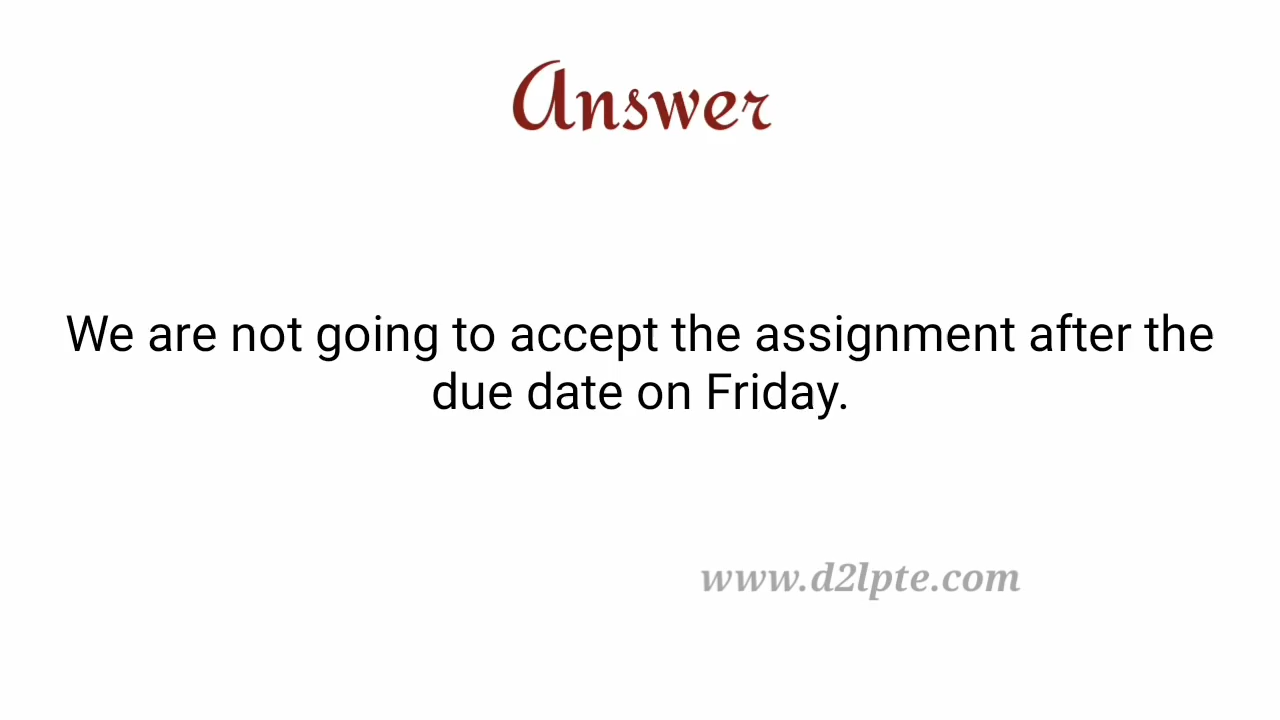 Answer
We are not going to accept the assignment after the
due date on Friday.
www.d2lpte.com